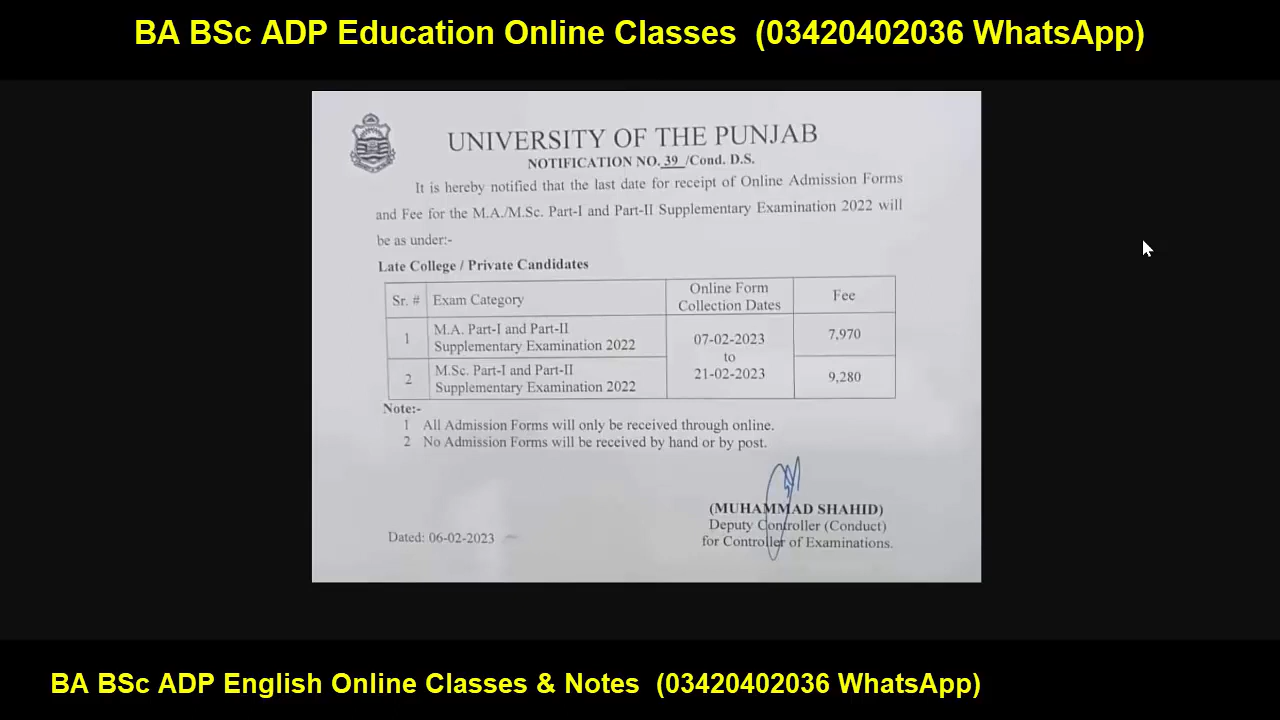 BA BSc ADP Education Online Classes (03420402036 WhatsApp)
UNIVERSITY OF THE PUNJAB
NOTIFICATION NO. 39 /Cond. D.S.
It is hereby notified that the last date for receipt of Online Admission Forms
and Fee for the M.A./M.Sc. Part-I and Part-II Supplementary Examination 2022 will
be as under:-
Late College / Private Candidates
Sr. # Exam Category Online Form Collection Dates Fee
1 M.A. Part-I and Part-II
Supplementary Examination 2022
07-02-2023
to
21-02-2023
7,970
2 M.Sc. Part-I and Part-II
Supplementary Examination 2022
9,280
Note:-
1 All Admission Forms will only be received through online.
2 No Admission Forms will be received by hand or by post.
(MUHAMMAD SHAHID)
Deputy Controller (Conduct)
for Controller of Examinations.
Dated: 06-02-2023
BA BSc ADP English Online Classes & Notes (03420402036 WhatsApp)